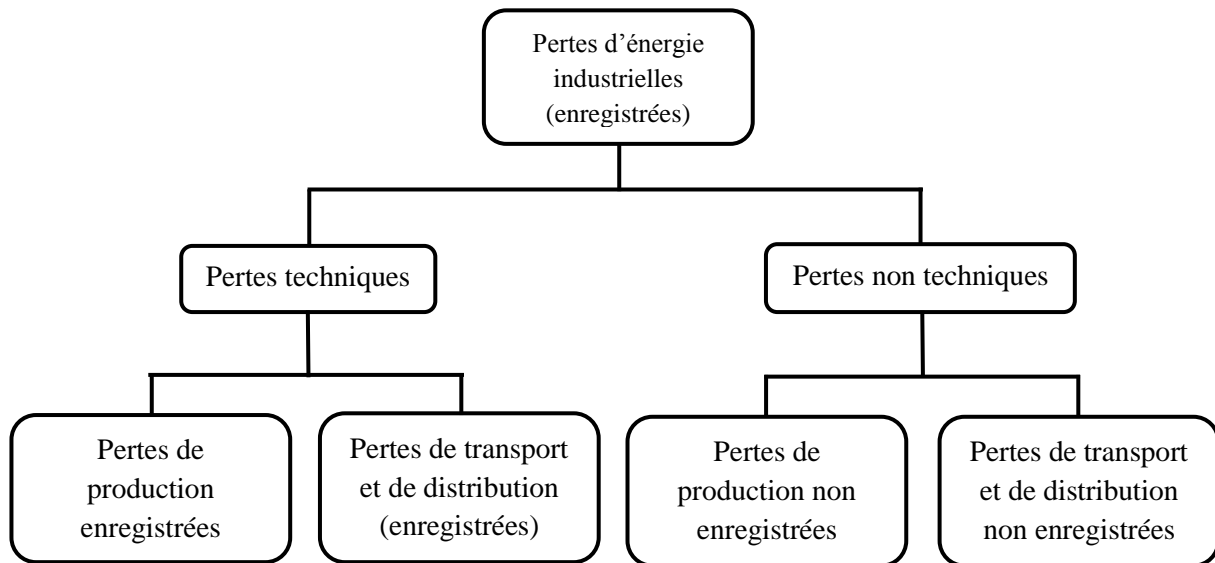 Pertes d’énergie
industrielles
(enregistrées)
Pertes techniques
Pertes non techniques
Pertes de
production
enregistrées
Pertes de transport
et de distribution
(enregistrées)
Pertes de
production non
enregistrées
Pertes de transport
et de distribution
non enregistrées